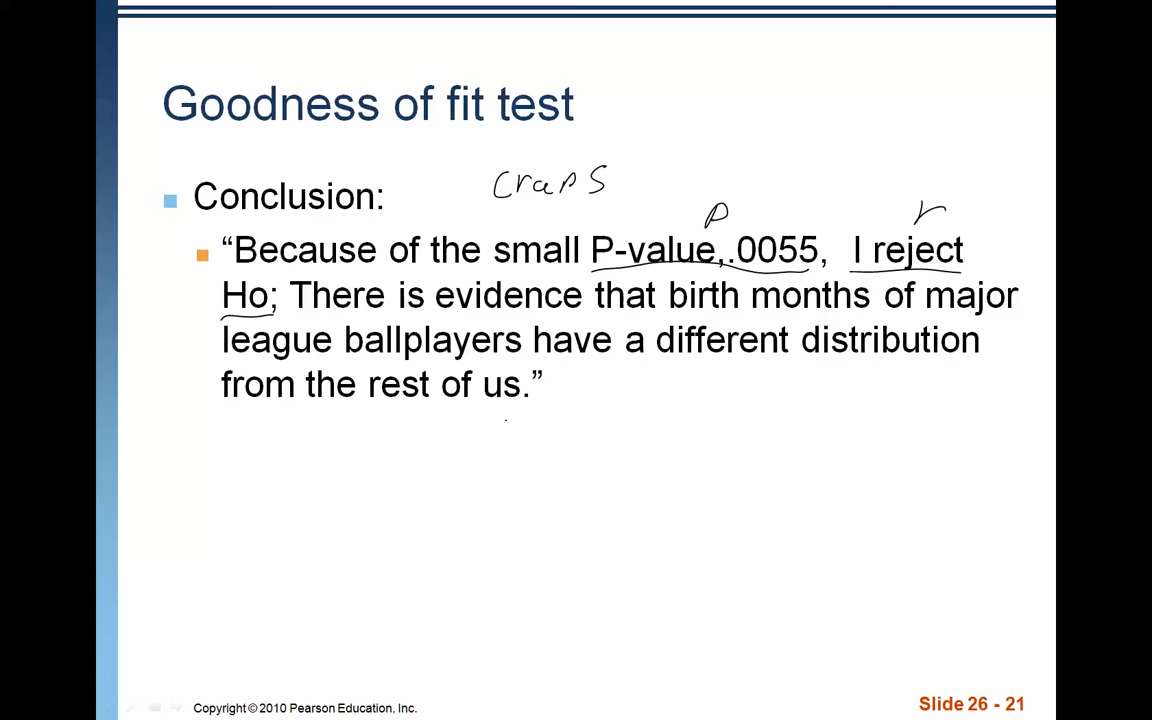 Goodness of fit test
craps
Conclusion:
p
r
“Because of the small P-value,.0055, I reject
Ho; There is evidence that birth months of major
league ballplayers have a different distribution
from the rest of us.”
Copyright © 2010 Pearson Education, Inc.
Slide 26 - 21